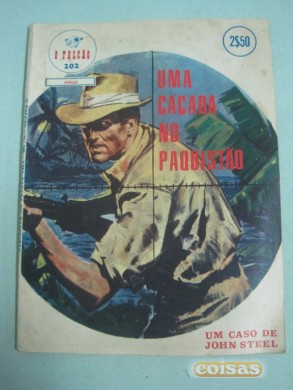 O FALCÃO
202
2$50
UMA
CAÇADA
NO
PAQUISTÃO
UM CASO DE
JOHN STEEL
coisas